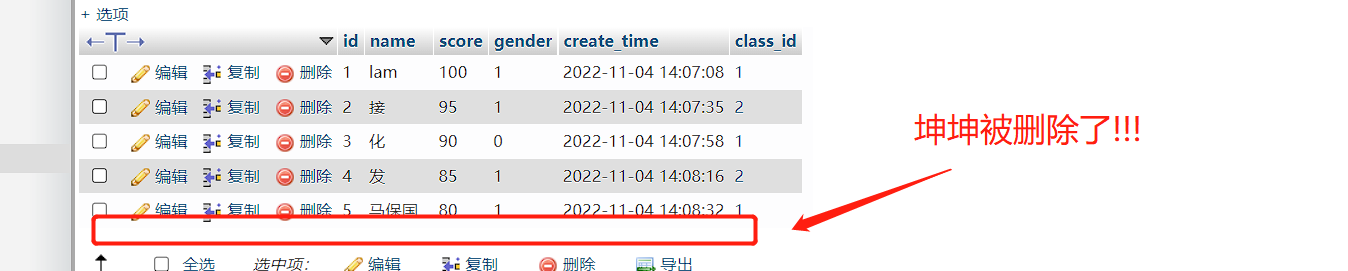 + 选项
←T→ id name score gender create_time class_id
编辑 复制 删除 1 lam 100 1 2022-11-04 14:07:08 1
编辑 复制 删除 2 接 95 1 2022-11-04 14:07:35 2
编辑 复制 删除 3 化 90 0 2022-11-04 14:07:58 1
编辑 复制 删除 4 发 85 1 2022-11-04 14:08:16 2
编辑 复制 删除 5 马保国 80 1 2022-11-04 14:08:32 1
坤坤被删除了!!!
全选 选中项: 编辑 复制 删除 导出